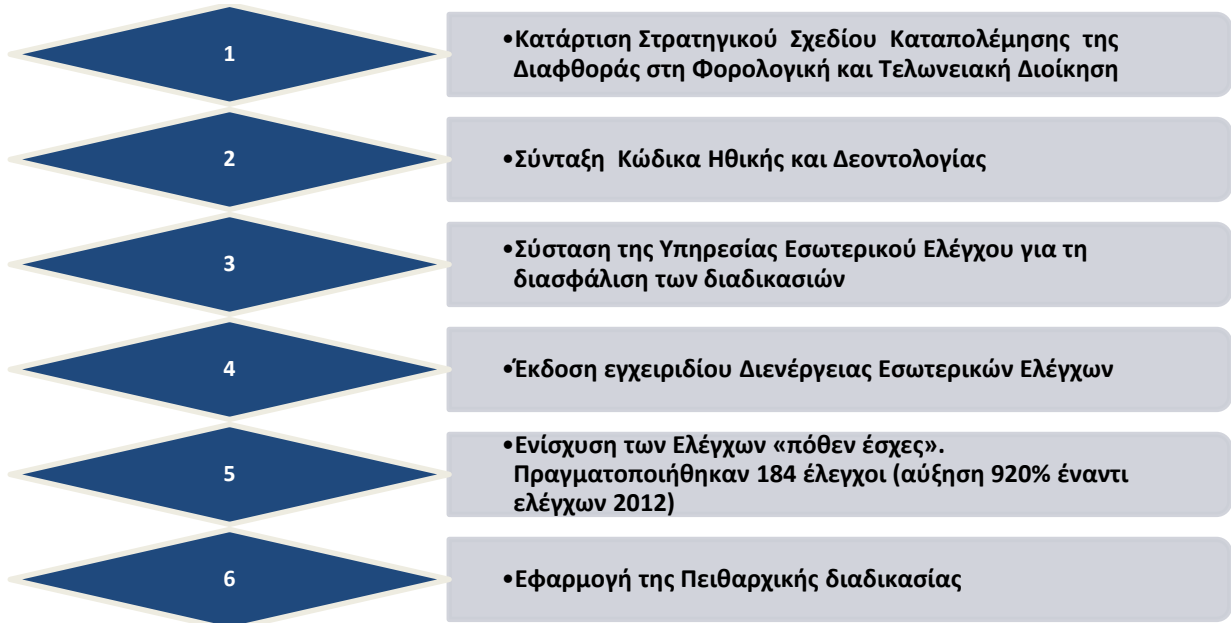 1
•Κατάρτιση Στρατηγικού Σχεδίου Καταπολέμησης της
Διαφθοράς στη Φορολογική και Τελωνειακή Διοίκηση
2
•Σύνταξη Κώδικα Ηθικής και Δεοντολογίας
3
•Σύσταση της Υπηρεσίας Εσωτερικού Ελέγχου για τη
διασφάλιση των διαδικασιών
4
•Έκδοση εγχειριδίου Διενέργειας Εσωτερικών Ελέγχων
5
•Ενίσχυση των Ελέγχων «πόθεν έσχες».
Πραγματοποιήθηκαν 184 έλεγχοι (αύξηση 920% έναντι
ελέγχων 2012)
6
•Εφαρμογή της Πειθαρχικής διαδικασίας